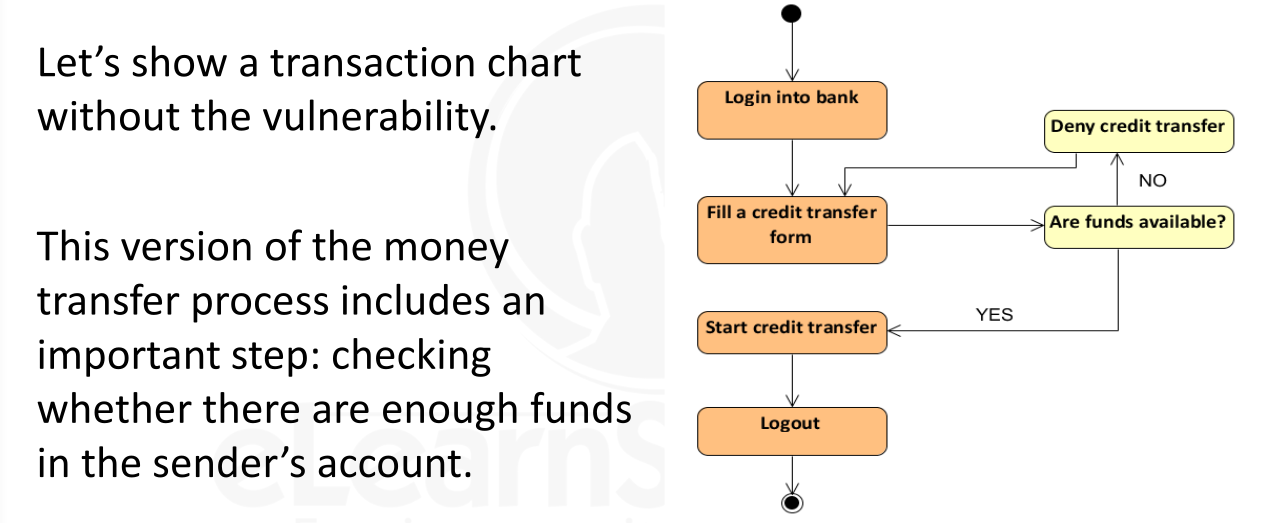 Let’s show a transaction chart
without the vulnerability.
This version of the money
transfer process includes an
important step: checking
whether there are enough funds
in the sender’s account.
Login into bank
Deny credit transfer
NO
Fill a credit transfer
form
Are funds available?
YES
Start credit transfer
Logout
eLearnS